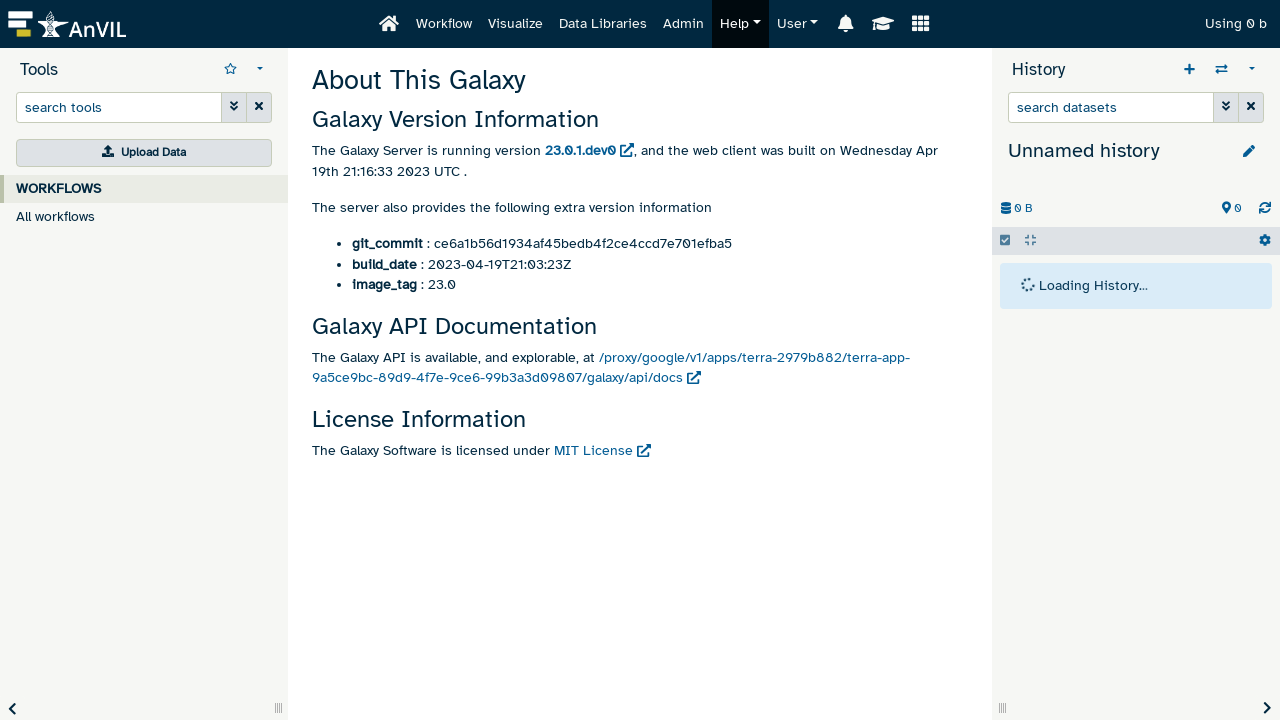 AnVIL
Workflow
Visualize
Data Libraries
Admin
Help
User
Using 0 b
Tools
search tools
Upload Data
WORKFLOWS
All workflows
About This Galaxy
Galaxy Version Information
The Galaxy Server is running version 23.0.1.dev0, and the web client was built on Wednesday Apr
19th 21:16:33 2023 UTC .
The server also provides the following extra version information
git_commit : ce6a1b56d1934af45bedb4f2ce4ccd7e701efba5
build_date : 2023-04-19T21:03:23Z
image_tag : 23.0
Galaxy API Documentation
The Galaxy API is available, and explorable, at /proxy/google/v1/apps/terra-2979b882/terra-app-
9a5ce9bc-89d9-4f7e-9ce6-99b3a3d09807/galaxy/api/docs
License Information
The Galaxy Software is licensed under MIT License
History
search datasets
Unnamed history
0 B
0
Loading History...